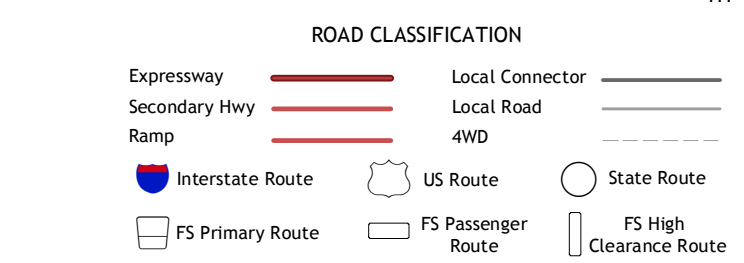 ROAD CLASSIFICATION
Expressway
Local Connector
Secondary Hwy
Local Road
Ramp
4WD
Interstate Route
US Route
State Route
FS Primary Route
FS Passenger
Route
FS High
Clearance Route